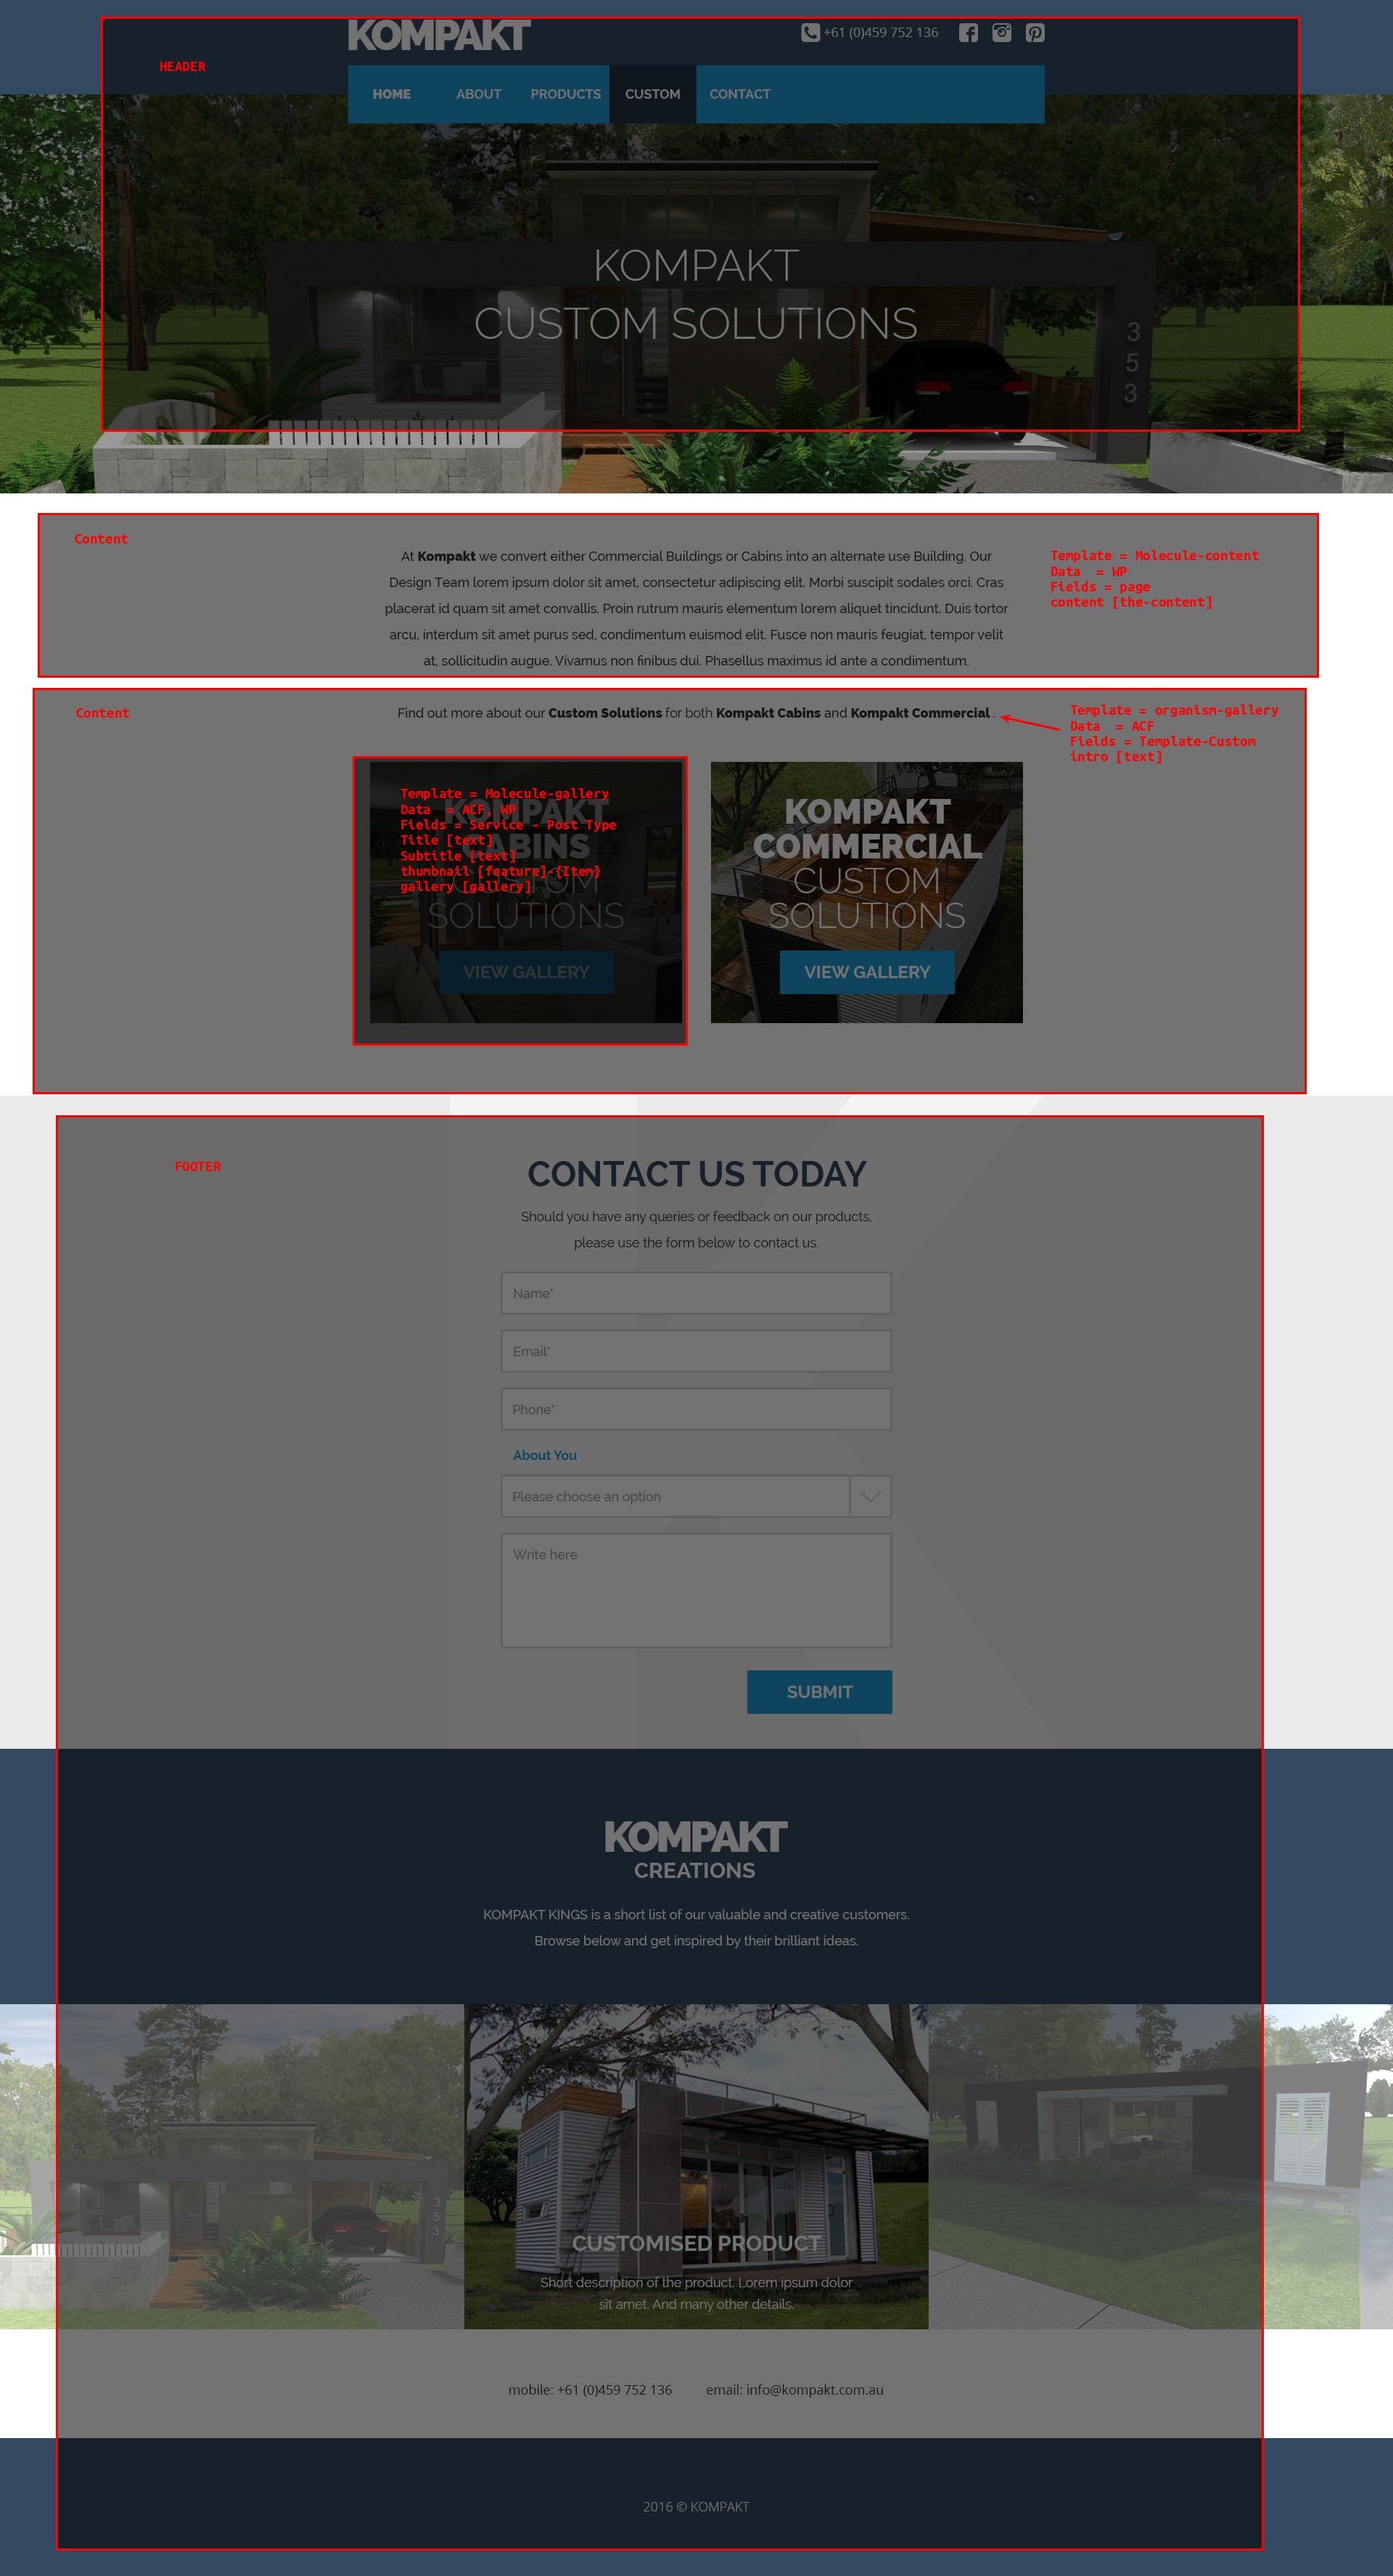 KOMPAKT
+61 (0)459 752 136
HEADER
HOME ABOUT PRODUCTS CUSTOM CONTACT
KOMPAKT
CUSTOM SOLUTIONS
3
5
3
Content
At Kompakt we convert either Commercial Buildings or Cabins into an alternate use Building. Our
Design Team lorem ipsum dolor sit amet, consectetur adipiscing elit. Morbi suscipit sodales orci. Cras
placerat id quam sit amet convallis. Proin rutrum mauris elementum lorem aliquet tincidunt. Duis tortor
arcu, interdum sit amet purus sed, condimentum euismod elit. Fusce non mauris feugiat, tempor velit
at, sollicitudin augue. Vivamus non finibus dui. Phasellus maximus id ante a condimentum.
Template = Molecule-content
Data = WP
Fields = page
content [the-content]
Content
Find out more about our Custom Solutions for both Kompakt Cabins and Kompakt Commercial .
Template = organism-gallery
Data = ACF
Fields = Template-Custom
intro [text]
Template = Molecule-gallery
Data = ACF, WP
Fields = Service - Post Type
Title [text]
Subtitle [text]
thumbnail [feature]-{Item}
gallery [gallery]
KOMPAKT
CABINS
CUSTOM
SOLUTIONS
VIEW GALLERY
KOMPAKT
COMMERCIAL
CUSTOM
SOLUTIONS
VIEW GALLERY
FOOTER
CONTACT US TODAY
Should you have any queries or feedback on our products,
please use the form below to contact us.
Name*
Email*
Phone*
About You
Please choose an option
Write here
SUBMIT
KOMPAKT
CREATIONS
KOMPAKT KINGS is a short list of our valuable and creative customers.
Browse below and get inspired by their brilliant ideas.
3
5
3
CUSTOMISED PRODUCT
Short description of the product. Lorem ipsum dolor
sit amet. And many other details.
mobile: +61 (0)459 752 136 email: info@kompakt.com.au
2016 © KOMPAKT